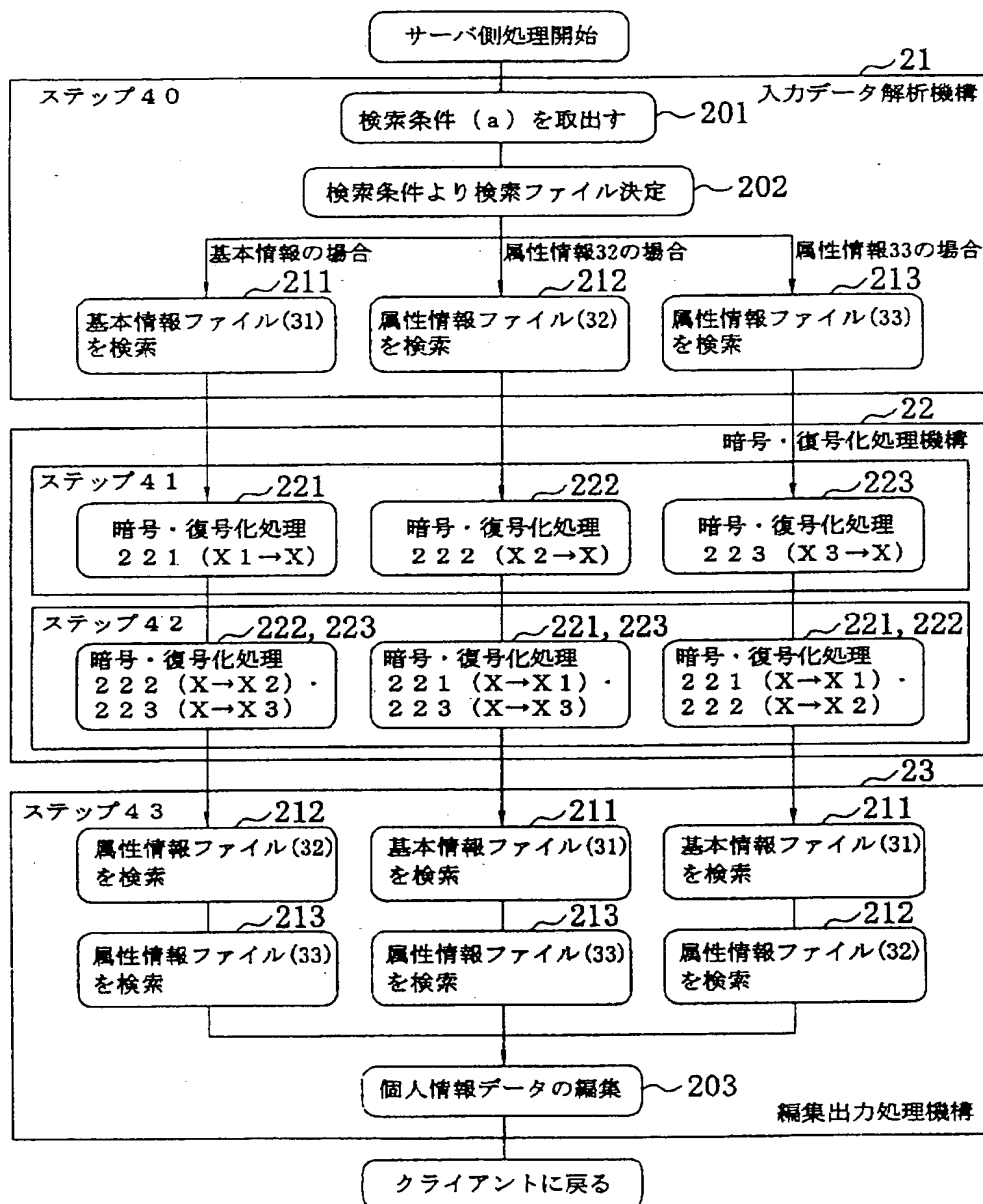 サーバ側処理開始
21
ステップ40
入力データ解析機構
検索条件（a）を取出す
201
検索条件より検索ファイル決定
202
基本情報の場合
属性情報32の場合
属性情報33の場合
211
212
213
基本情報ファイル(31)
を検索
属性情報ファイル(32)
を検索
属性情報ファイル(33)
を検索
22
暗号・復号化処理機構
ステップ41
221
222
223
暗号・復号化処理
221（X1→X）
暗号・復号化処理
222（X2→X）
暗号・復号化処理
223（X3→X）
ステップ42
222, 223
221, 223
221, 222
暗号・復号化処理
222（X→X2）・
223（X→X3）
暗号・復号化処理
221（X→X1）・
223（X→X3）
暗号・復号化処理
221（X→X1）・
222（X→X2）
23
ステップ43
212
211
211
属性情報ファイル(32)
を検索
基本情報ファイル(31)
を検索
基本情報ファイル(31)
を検索
213
213
212
属性情報ファイル(33)
を検索
属性情報ファイル(33)
を検索
属性情報ファイル(32)
を検索
個人情報データの編集
203
編集出力処理機構
クライアントに戻る